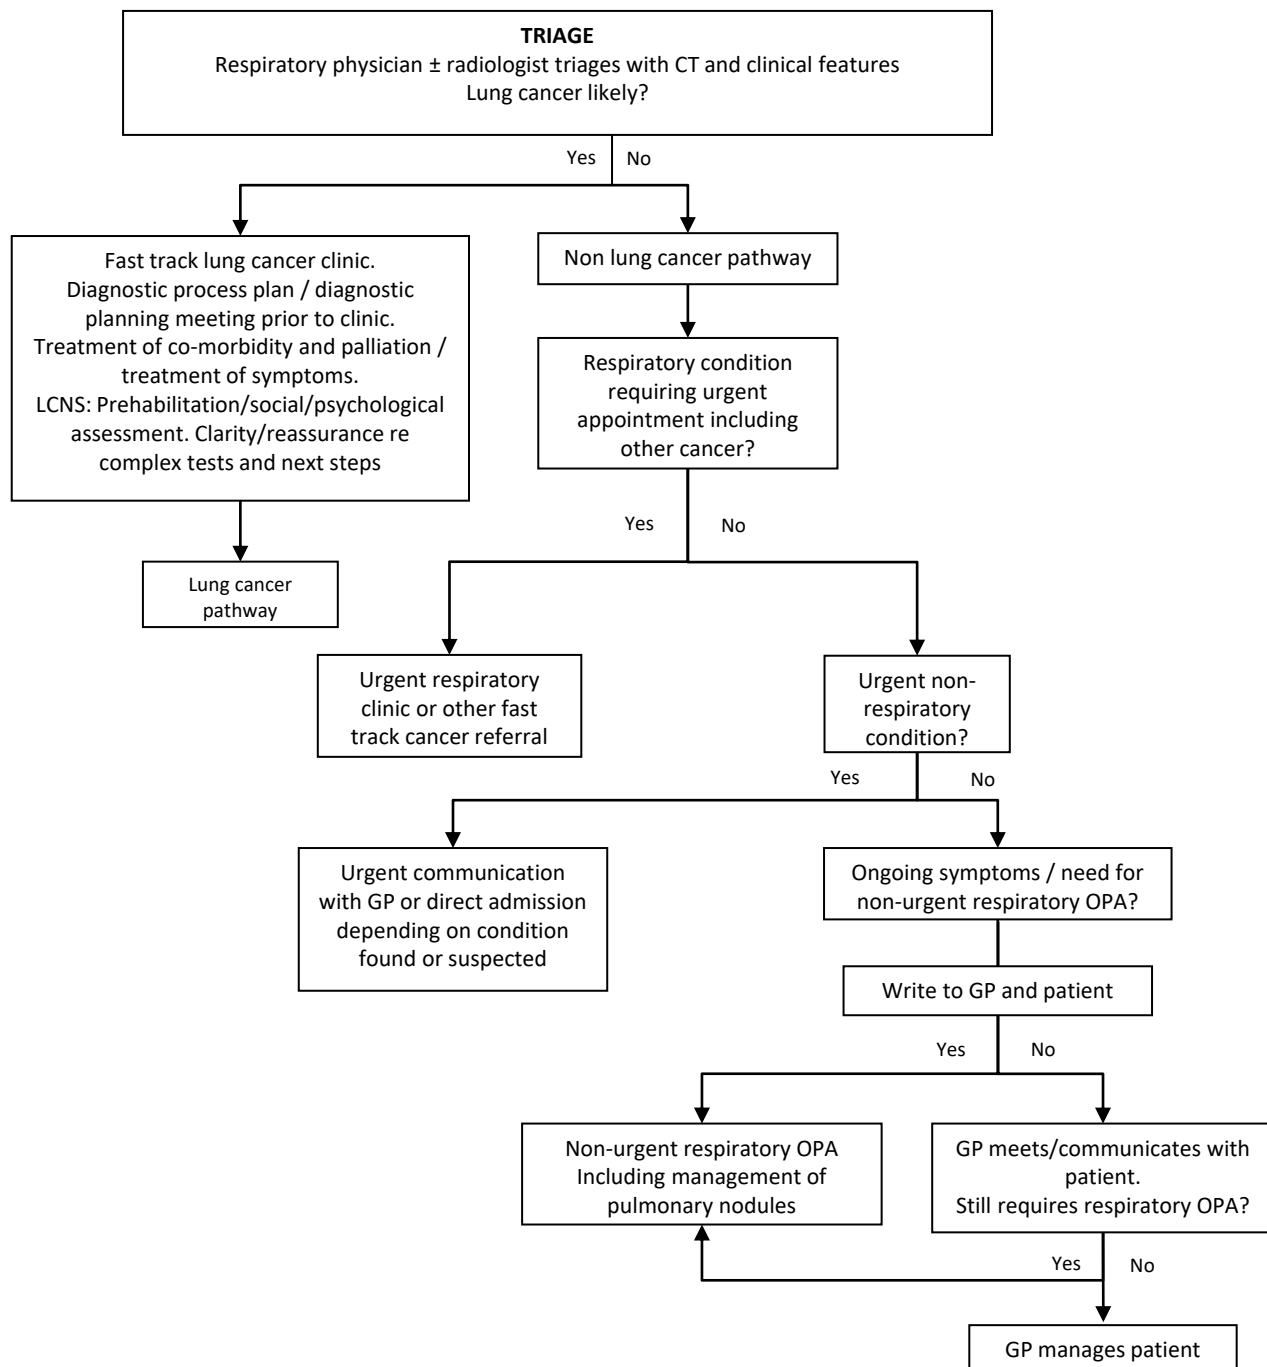 TRIAGE
Respiratory physician ± radiologist triages with CT and clinical features
Lung cancer likely?
Yes
No
Fast track lung cancer clinic.
Diagnostic process plan / diagnostic
planning meeting prior to clinic.
Treatment of co-morbidity and palliation /
treatment of symptoms.
LCNS: Prehabilitation/social/psychological
assessment. Clarity/reassurance re
complex tests and next steps
Non lung cancer pathway
Respiratory condition
requiring urgent
appointment including
other cancer?
Yes
No
Lung cancer
pathway
Urgent respiratory
clinic or other fast
track cancer referral
Urgent non-
respiratory
condition?
Yes
No
Urgent communication
with GP or direct admission
depending on condition
found or suspected
Ongoing symptoms / need for
non-urgent respiratory OPA?
Write to GP and patient
Yes
No
Non-urgent respiratory OPA
Including management of
pulmonary nodules
GP meets/communicates with
patient.
Still requires respiratory OPA?
Yes
No
GP manages patient